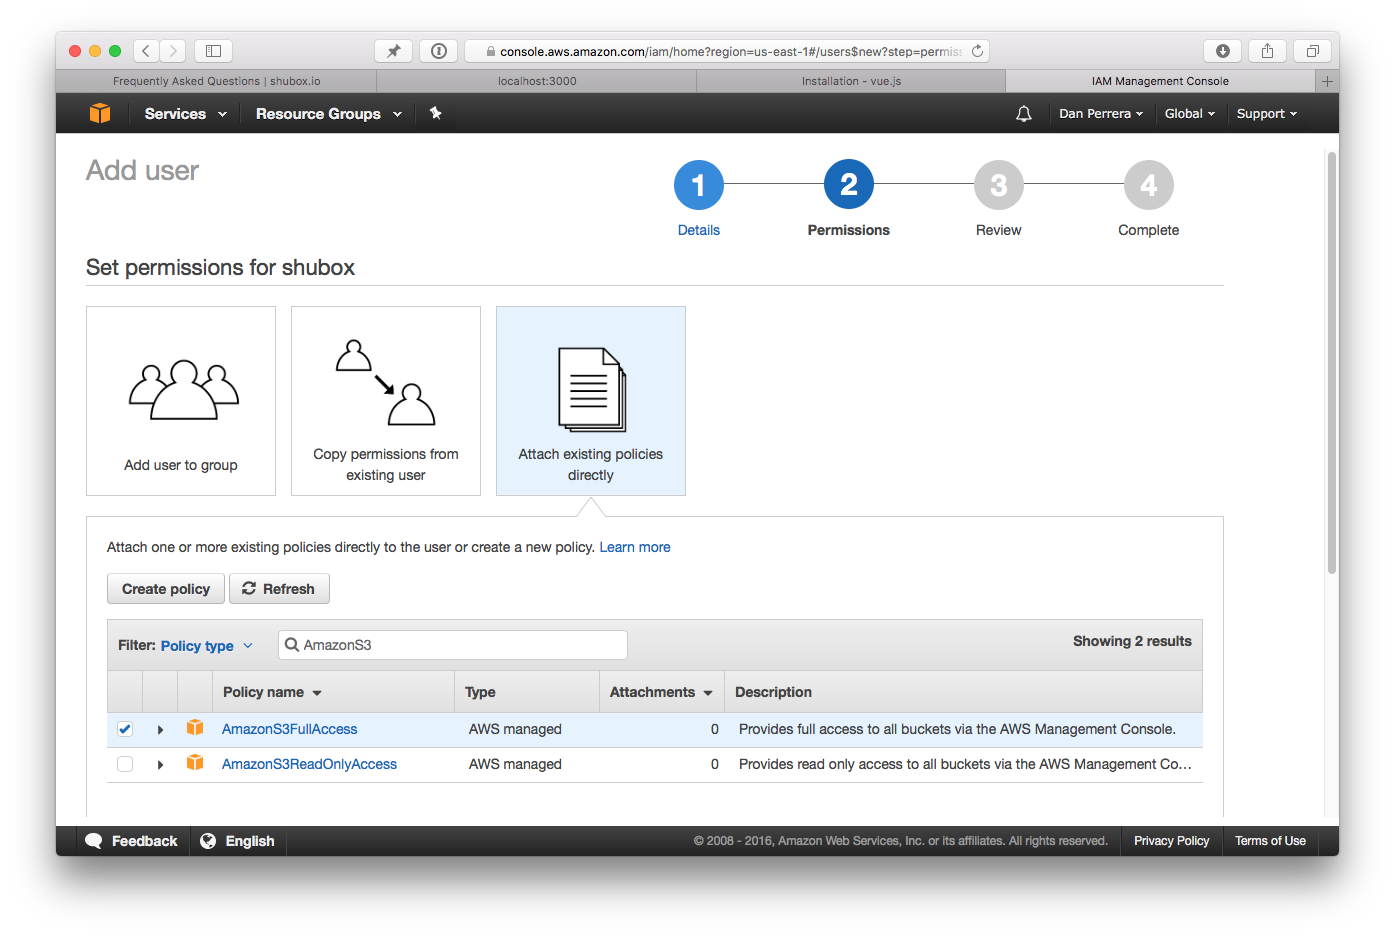 console.aws.amazon.com/iam/home?region=us-east-1#/users$new?step=permis
Frequently Asked Questions | shubox.io
localhost:3000
Installation - vue.js
IAM Management Console
Services
Resource Groups
Dan Perrera
Global
Support
Add user
1
2
3
4
Details
Permissions
Review
Complete
Set permissions for shubox
Add user to group
Copy permissions from
existing user
Attach existing policies
directly
Attach one or more existing policies directly to the user or create a new policy. Learn more
Create policy
Refresh
Filter: Policy type
AmazonS3
Showing 2 results
Policy name
Type
Attachments
Description
AmazonS3FullAccess
AWS managed
0
Provides full access to all buckets via the AWS Management Console.
AmazonS3ReadOnlyAccess
AWS managed
0
Provides read only access to all buckets via the AWS Management Co...
Feedback
English
© 2008 - 2016, Amazon Web Services, Inc. or its affiliates. All rights reserved.
Privacy Policy
Terms of Use